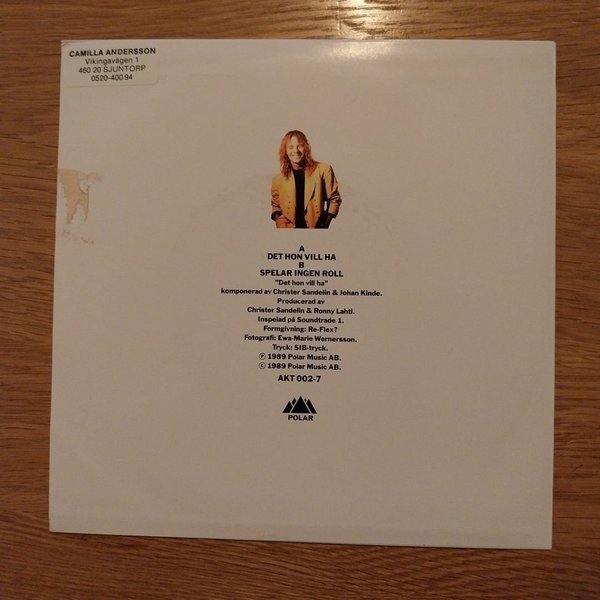 CAMILLA ANDERSSON
Vikingavägen 1
460 20 SJUNTORP
0520-400 94
A
DET HON VILL HA
B
SPELAR INGEN ROLL
"Det hon vill ha"
komponerad av Christer Sandelin & Johan Kinde.
Producerad av
Christer Sandelin & Ronny Lahti.
Inspelad på Soundtrade 1.
Formgivning: Re-Flex?
Fotografi: Ewa-Marie Wernersson.
Tryck: SIB-tryck.
℗ 1989 Polar Music AB.
© 1989 Polar Music AB.
AKT 002-7
POLAR